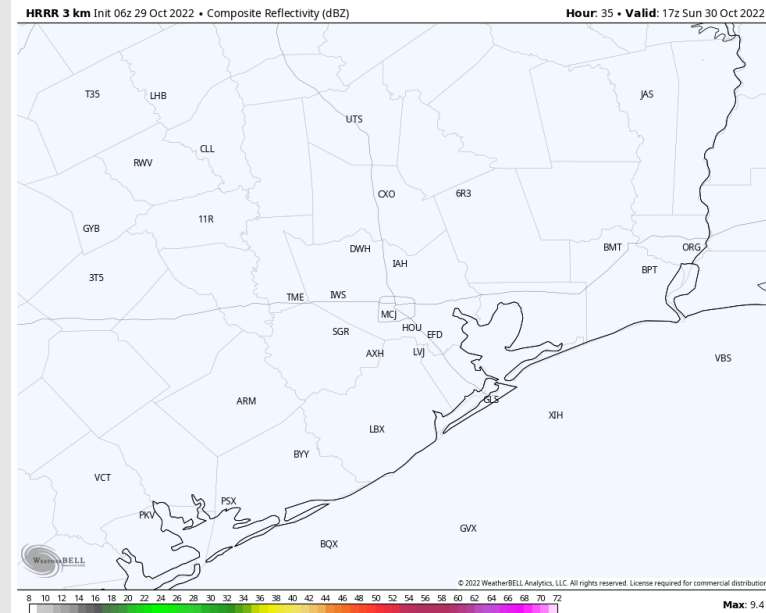 HRRR 3 km Init 06z 29 Oct 2022 • Composite Reflectivity (dBZ) Hour: 35 • Valid: 17z Sun 30 Oct 2022
T35 LHB JAS
UTS
CLL
RWV
CXO 6R3
11R
GYB
DWH BMT ORG
IAH
BPT
3T5
TME IWS
MCJ
SGR HOU EFD
AXH LVJ VBS
ARM GLS
XIH
LBX
BYY
VCT
PSX
PKV
GVX
BQX
WEATHERBELL
© 2022 WeatherBELL Analytics, LLC. All rights reserved. License required for commercial distribution
8 10 12 14 16 18 20 22 24 26 28 30 32 34 36 38 40 42 44 46 48 50 52 54 56 58 60 62 64 66 68 70 72
Max: 9.4